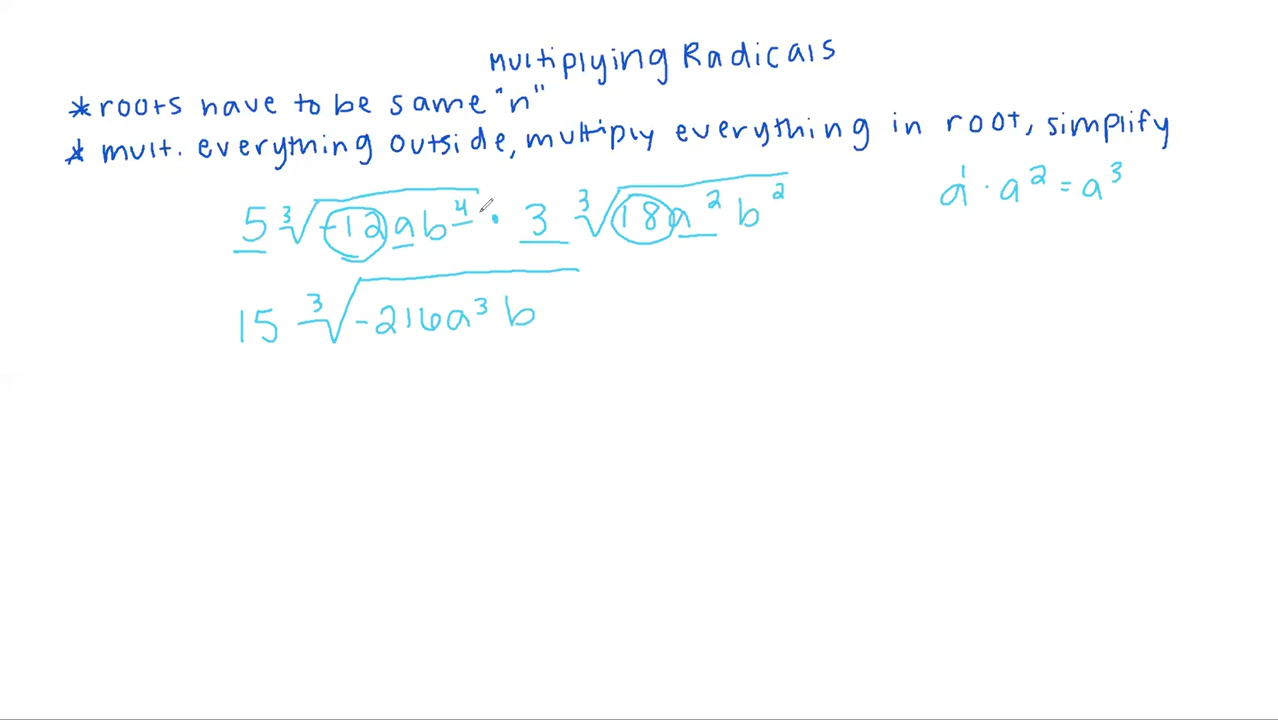 Multiplying Radicals
* roots have to be same "n"
* mult. everything outside, multiply everything in root, simplify
a¹ · a² = a³
5 ∛(-12ab⁴) · 3 ∛(18a²b²)
15 ∛(-216a³b)